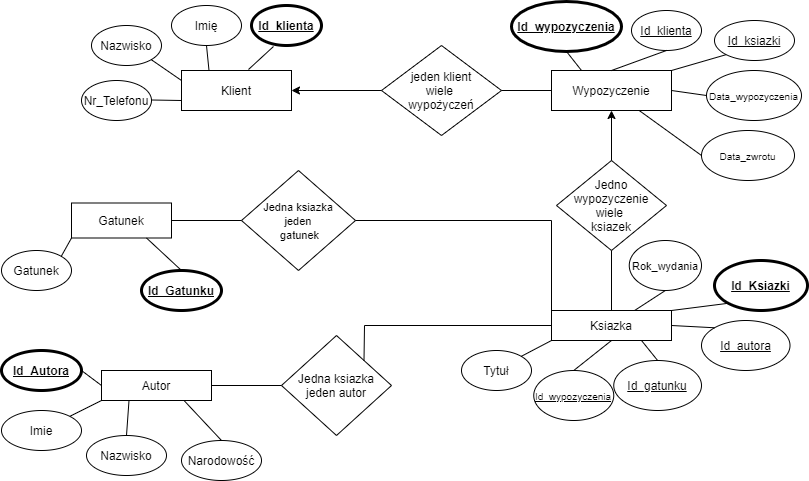 Imię
Id_klienta
Nazwisko
Nr_Telefonu
Klient
jeden klient
wiele
wypożyczeń
Id_wypozyczenia
Id_klienta
Id_ksiazki
Wypozyczenie
Data_wypozyczenia
Data_zwrotu
Jedno
wypozyczenie
wiele
ksiazek
Gatunek
Jedna ksiazka
jeden
gatunek
Gatunek
Id_Gatunku
Rok_wydania
Id_Ksiazki
Ksiazka
Id_autora
Tytuł
Id_wypozyczenia
Id_gatunku
Id_Autora
Autor
Jedna ksiazka
jeden autor
Imie
Nazwisko
Narodowość